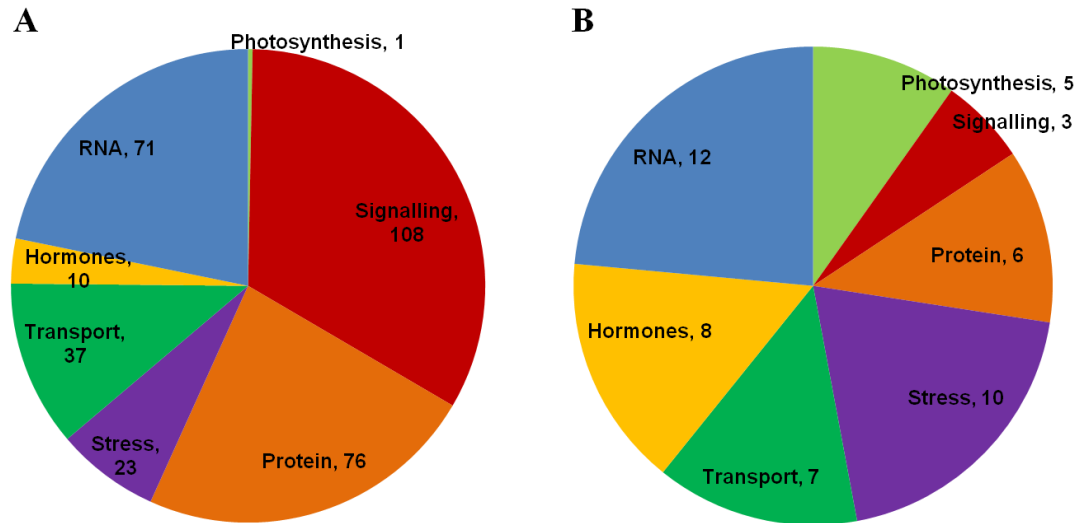 A
Photosynthesis, 1
Signalling,
108
Protein, 76
Stress,
23
Transport,
37
Hormones,
10
RNA, 71
B
Photosynthesis, 5
Signalling, 3
Protein, 6
Stress, 10
Transport, 7
Hormones, 8
RNA, 12